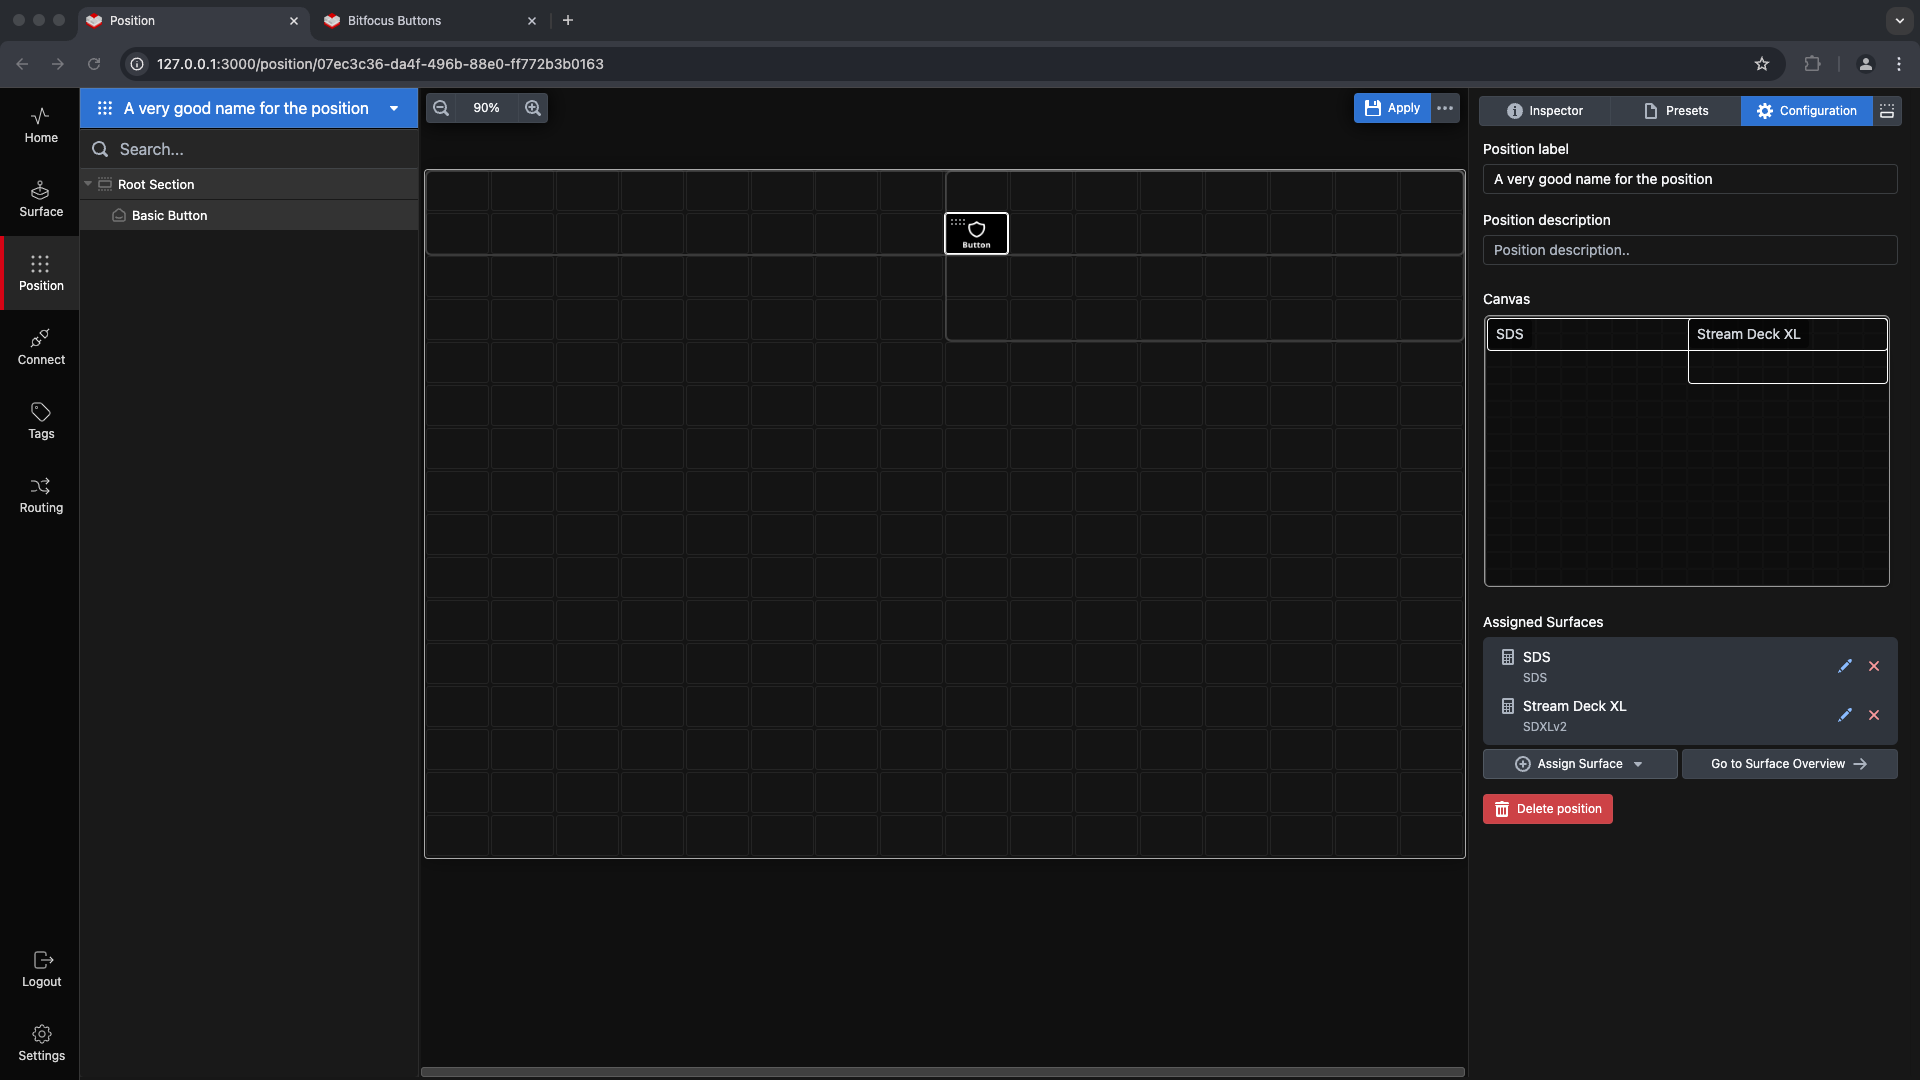 Position
Bitfocus Buttons
127.0.0.1:3000/position/07ec3c36-da4f-496b-88e0-ff772b3b0163
Home
Surface
Position
Connect
Tags
Routing
Logout
Settings
A very good name for the position
Search...
Root Section
Basic Button
90%
Apply
Button
Inspector
Presets
Configuration
Position label
A very good name for the position
Position description
Position description..
Canvas
SDS
Stream Deck XL
Assigned Surfaces
SDS
SDS
Stream Deck XL
SDXLv2
Assign Surface
Go to Surface Overview
Delete position